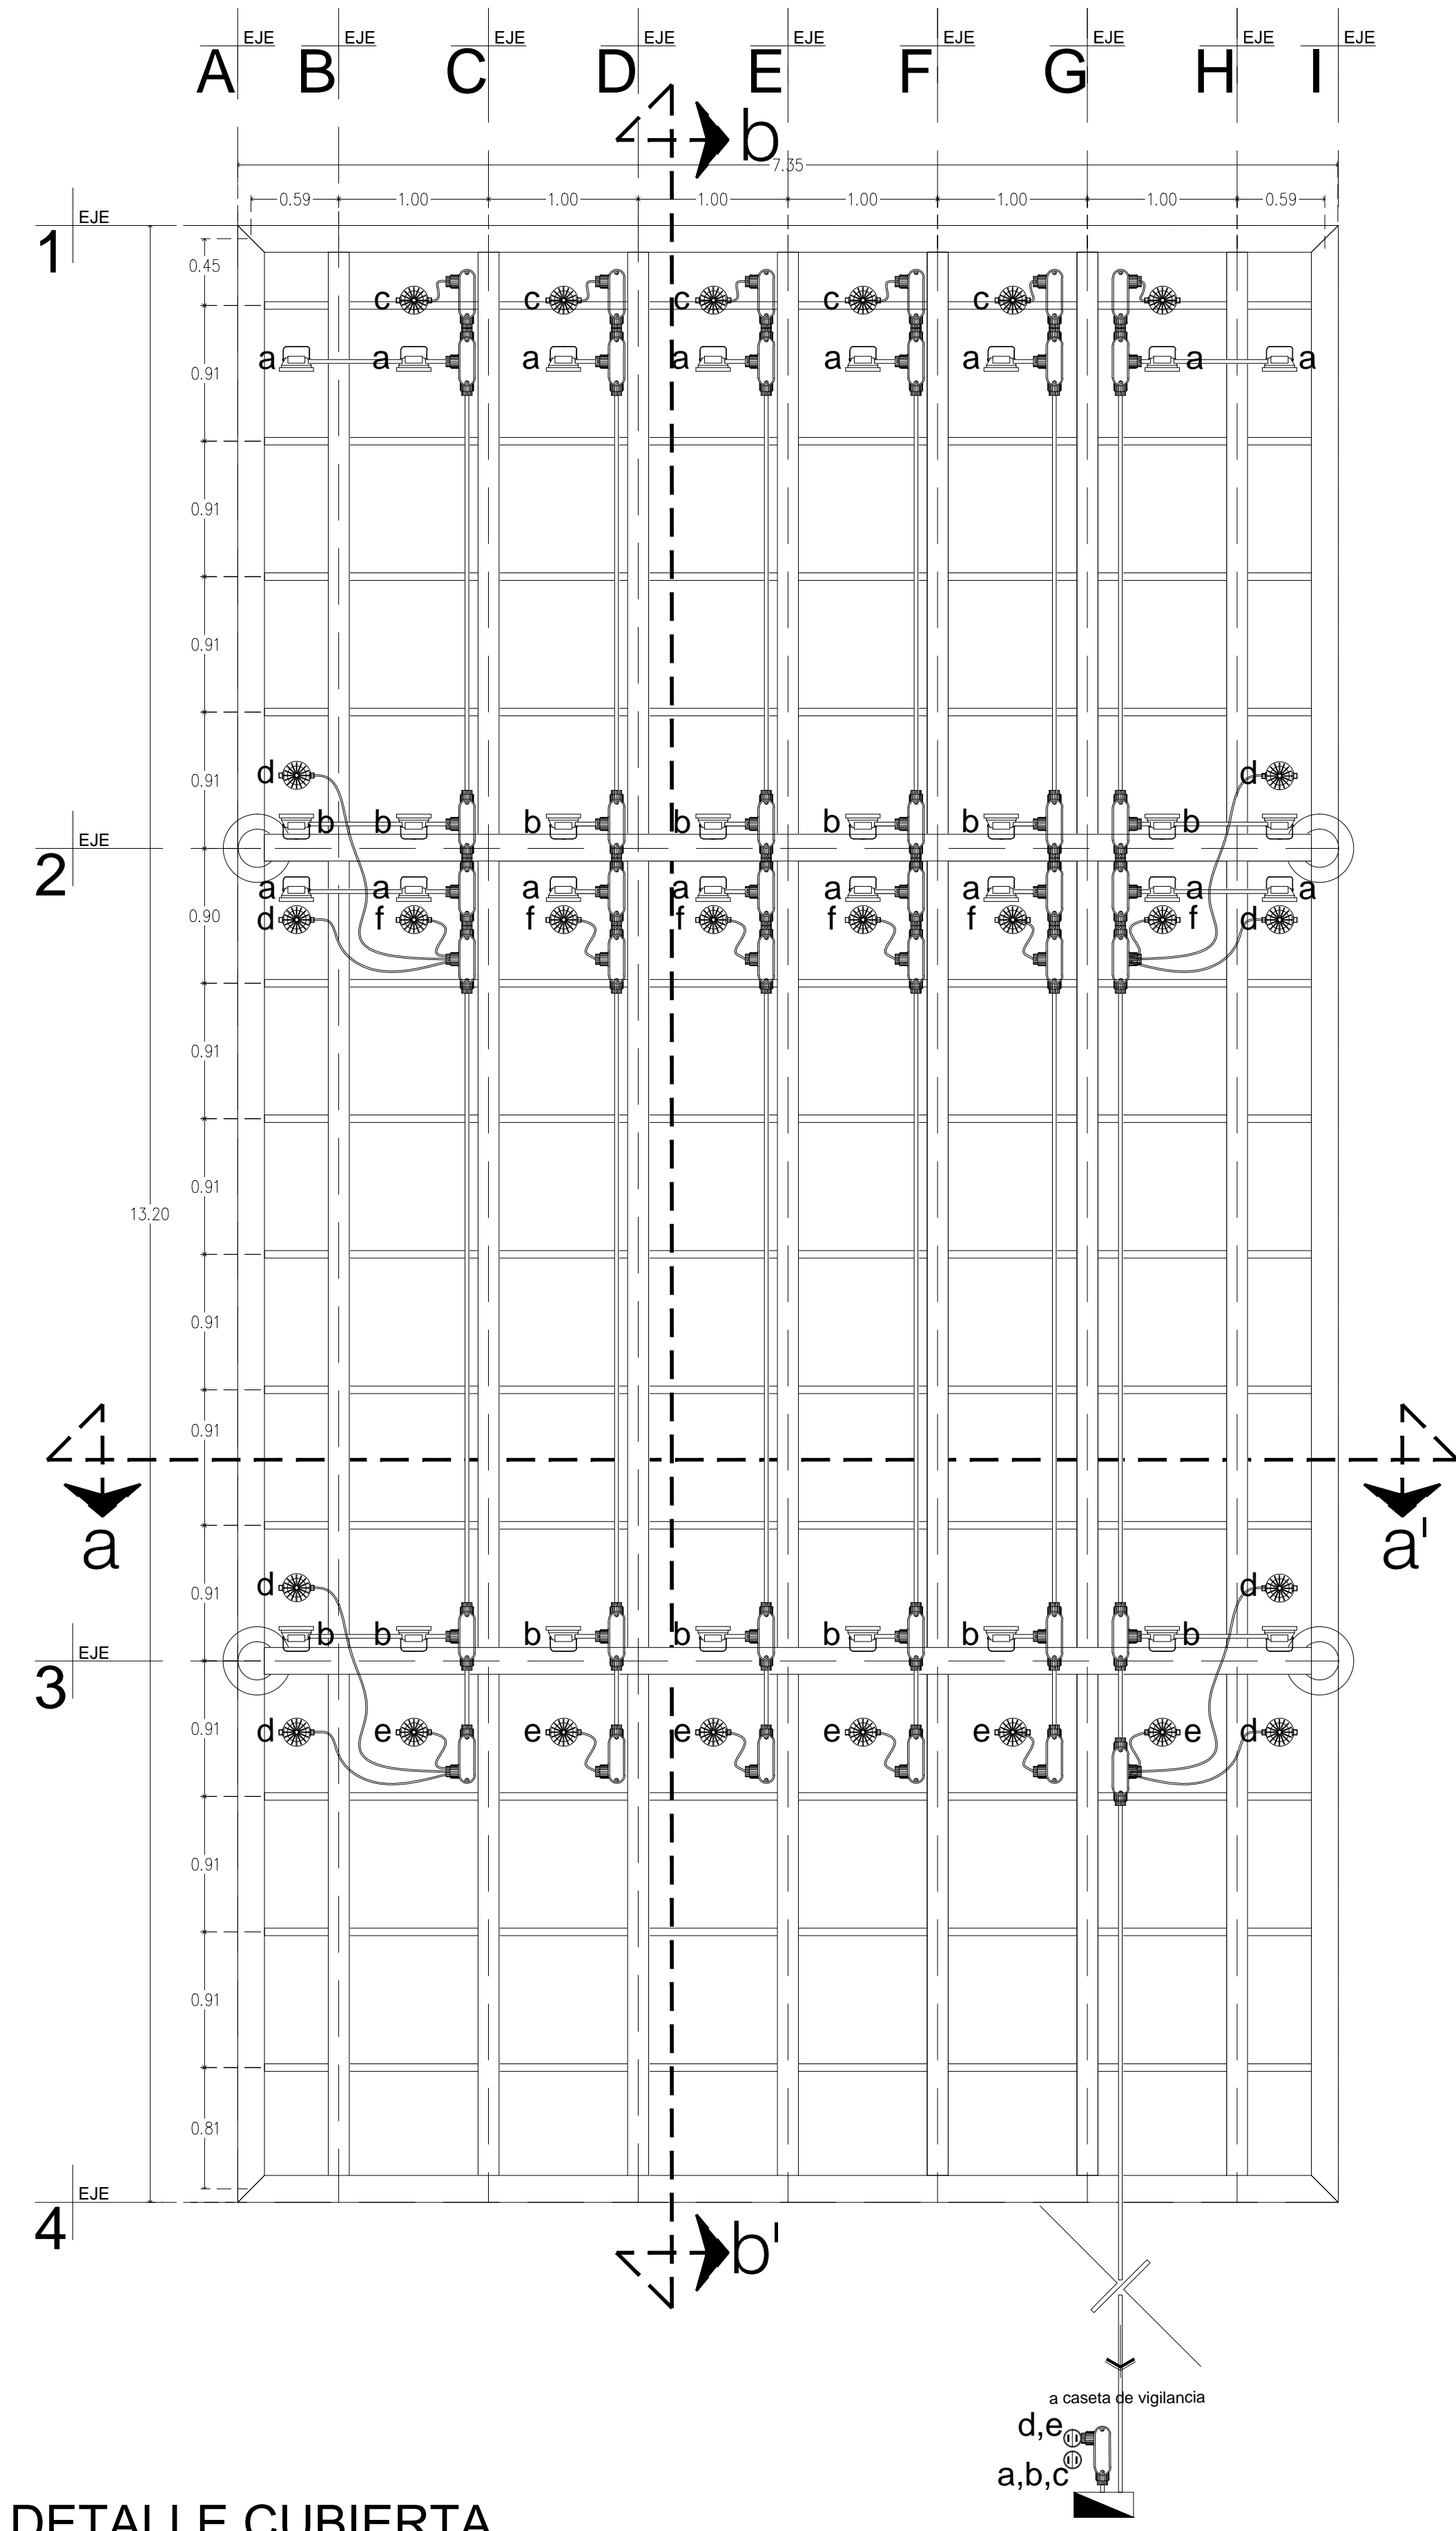 EJE EJE EJE EJE EJE EJE EJE EJE EJE
A B C D E F G H I
b
7.35
0.59 1.00 1.00 1.00 1.00 1.00 1.00 0.59
EJE
1
0.45
c c c c c
a a a a a a a a
0.91
0.91
0.91
d d
0.91
b b b b b b b
EJE
2
a a a a a a a a
0.90
d f f f f f f d
0.91
0.91
13.20
0.91
0.91
a a'
d d
0.91
b b b b b b b
EJE
3
0.91
d e e e e e e d
0.91
0.91
0.81
EJE
4
b'
a caseta de vigilancia
d,e
a,b,c
DETALLE CUBIERTA